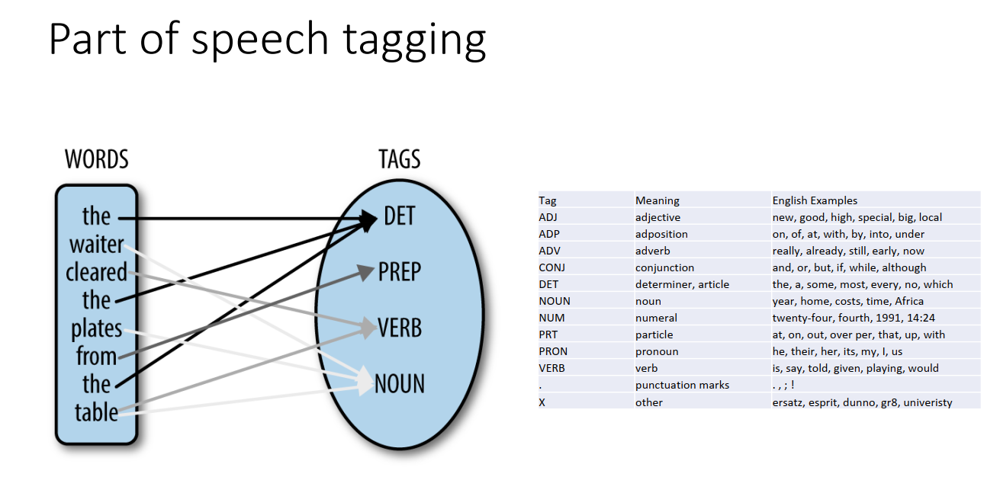 Part of speech tagging
WORDS
the
waiter
cleared
the
plates
from
the
table
TAGS
DET
PREP
VERB
NOUN
Tag Meaning English Examples
ADJ adjective new, good, high, special, big, local
ADP adposition on, of, at, with, by, into, under
ADV adverb really, already, still, early, now
CONJ conjunction and, or, but, if, while, although
DET determiner, article the, a, some, most, every, no, which
NOUN noun year, home, costs, time, Africa
NUM numeral twenty-four, fourth, 1991, 14:24
PRT particle at, on, out, over per, that, up, with
PRON pronoun he, their, her, its, my, I, us
VERB verb is, say, told, given, playing, would
. punctuation marks . , ; !
X other ersatz, esprit, dunno, gr8, univeristy